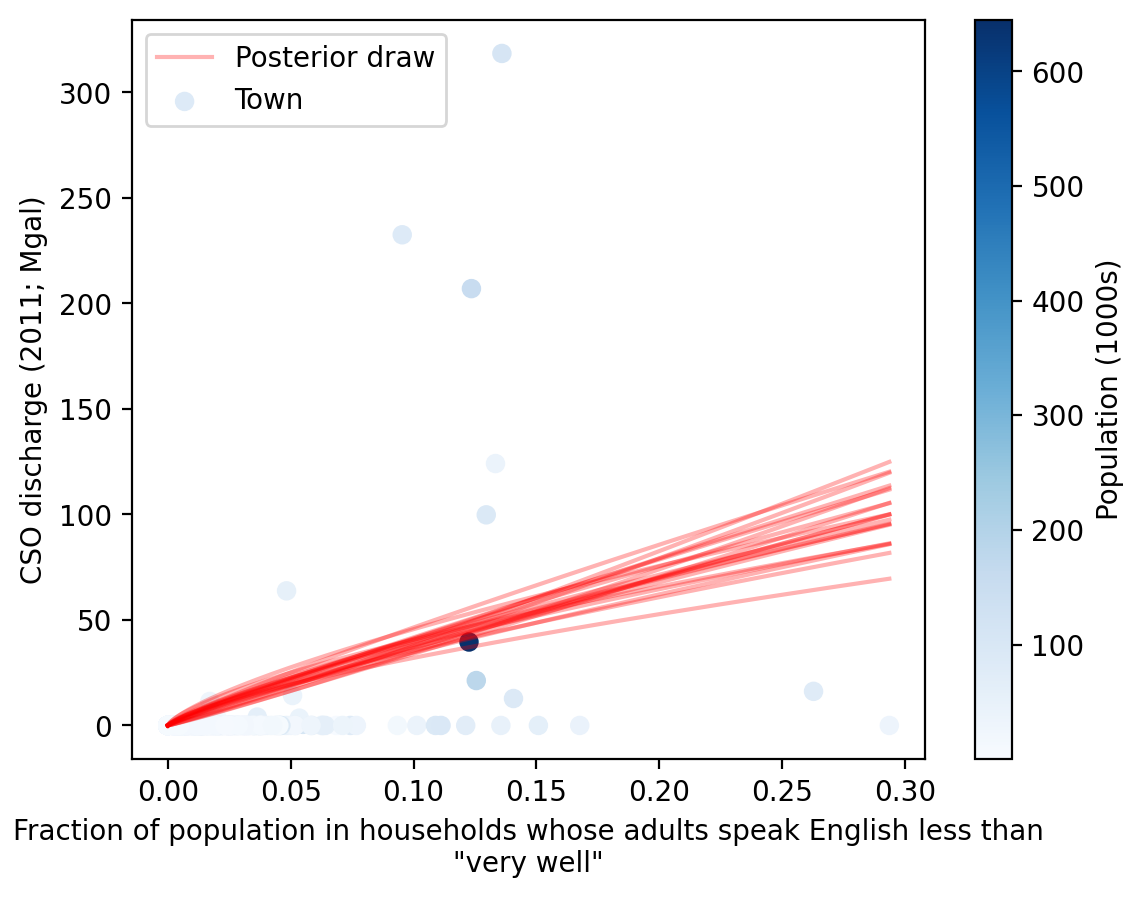 Posterior draw
Town
300
250
200
150
100
50
0
CSO discharge (2011; Mgal)
0.00 0.05 0.10 0.15 0.20 0.25 0.30
Fraction of population in households whose adults speak English less than
"very well"
600
500
400
300
200
100
Population (1000s)